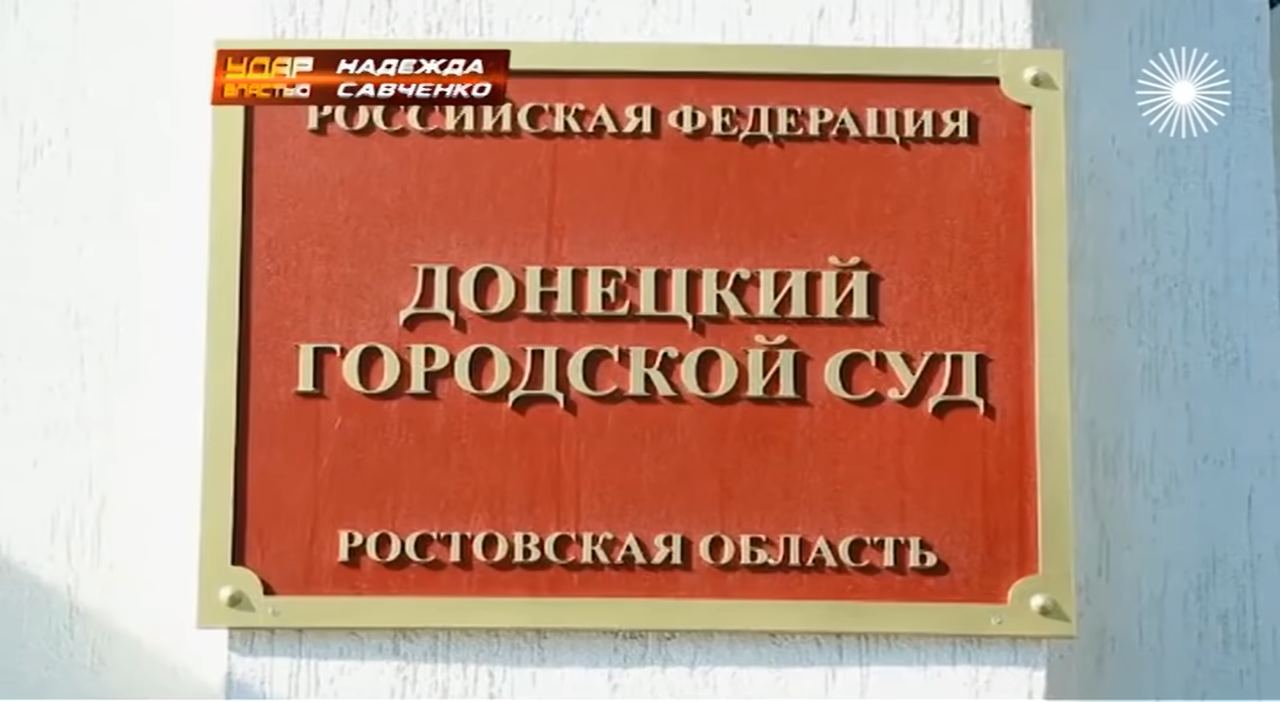 УДАР
ВЛАСТЬЮ
НАДЕЖДА
САВЧЕНКО
РОССИЙСКАЯ ФЕДЕРАЦИЯ
ДОНЕЦКИЙ
ГОРОДСКОЙ СУД
РОСТОВСКАЯ ОБЛАСТЬ